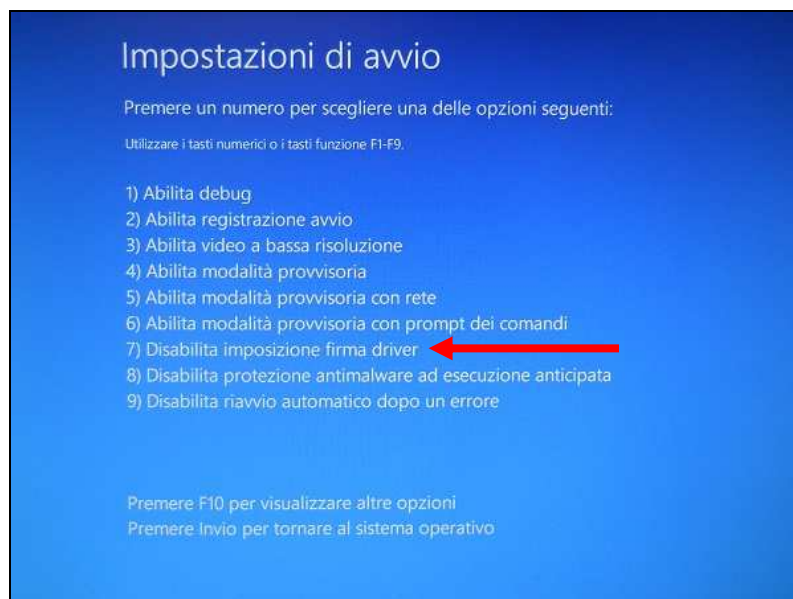 Impostazioni di avvio
Premere un numero per scegliere una delle opzioni seguenti:
Utilizzare i tasti numerici o i tasti funzione F1-F9.
1) Abilita debug
2) Abilita registrazione avvio
3) Abilita video a bassa risoluzione
4) Abilita modalità provvisoria
5) Abilita modalità provvisoria con rete
6) Abilita modalità provvisoria con prompt dei comandi
7) Disabilita imposizione firma driver
8) Disabilita protezione antimalware ad esecuzione anticipata
9) Disabilita riavvio automatico dopo un errore
Premere F10 per visualizzare altre opzioni
Premere Invio per tornare al sistema operativo